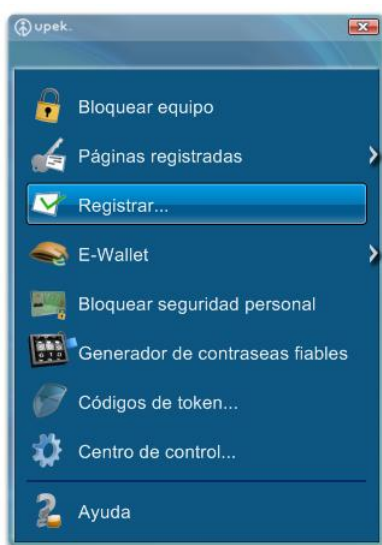 upek
Bloquear equipo
Páginas registradas
Registrar...
E-Wallet
Bloquear seguridad personal
Generador de contraseas fiables
Códigos de token...
Centro de control...
Ayuda